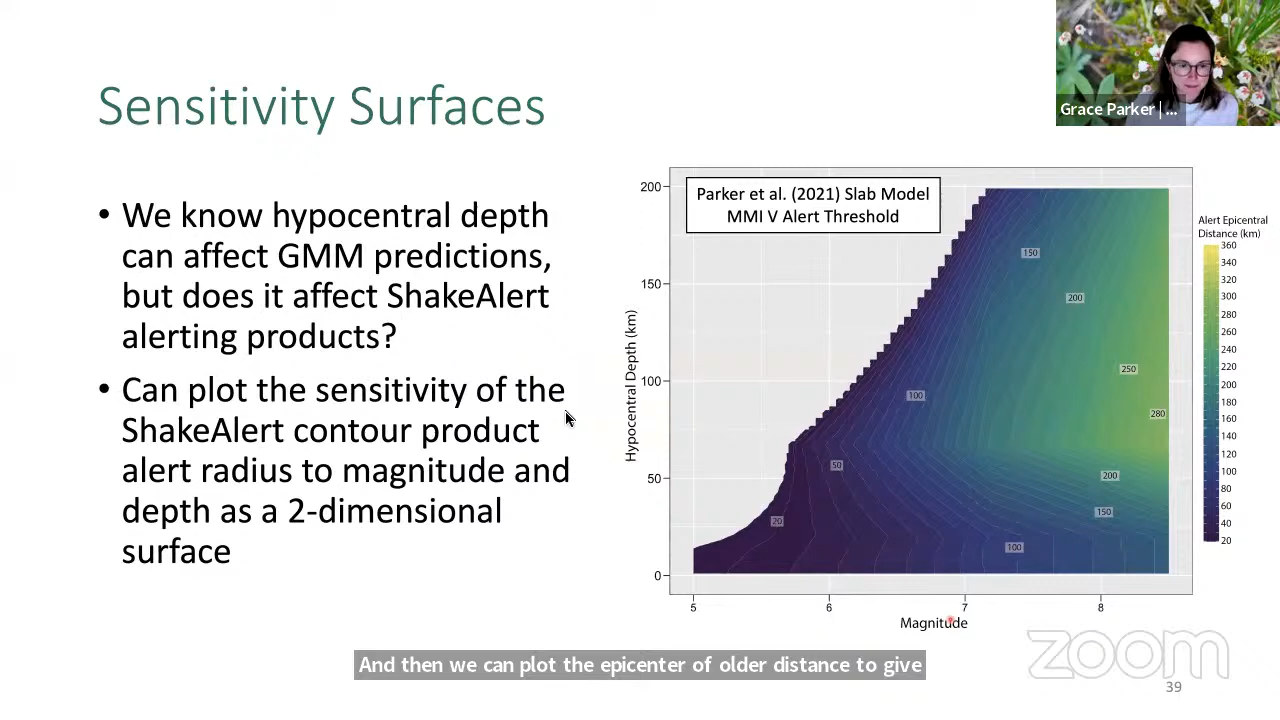 Sensitivity Surfaces
Grace Parker | ...
• We know hypocentral depth
can affect GMM predictions,
but does it affect ShakeAlert
alerting products?
• Can plot the sensitivity of the
ShakeAlert contour product
alert radius to magnitude and
depth as a 2-dimensional
surface
Parker et al. (2021) Slab Model
MMI V Alert Threshold
Hypocentral Depth (km)
200
150
100
50
0
150
200
250
100
280
50
200
150
20
100
5
6
7
8
Magnitude
Alert Epicentral
Distance (km)
360
340
320
300
280
260
240
220
200
180
160
140
120
100
80
60
40
20
And then we can plot the epicenter of older distance to give
zoom
39